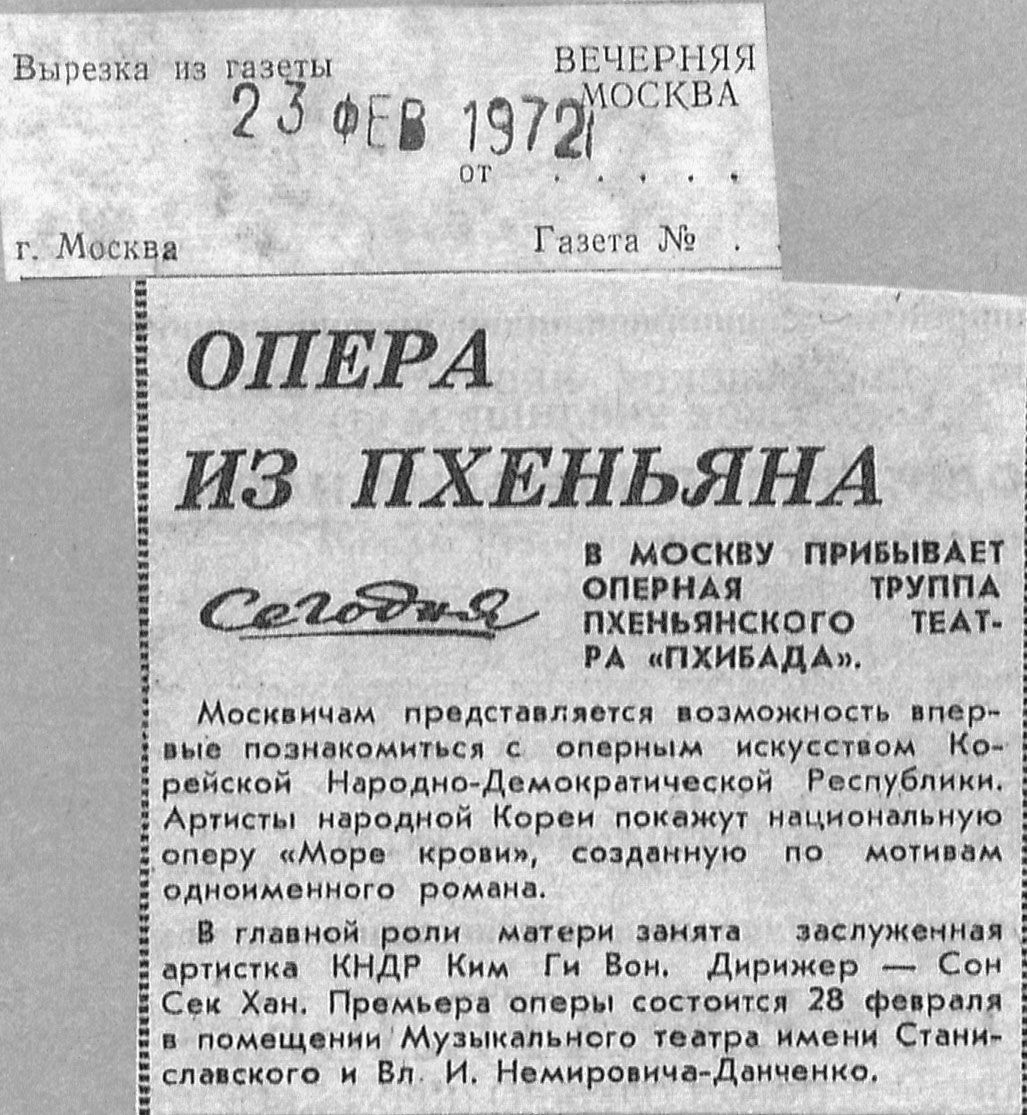 Вырезка из газеты
ВЕЧЕРНЯЯ
МОСКВА
23 ФЕВ 1972
от . . . . .
г. Москва
Газета № .
ОПЕРА
ИЗ ПХЕНЬЯНА
Сегодня
В МОСКВУ ПРИБЫВАЕТ
ОПЕРНАЯ ТРУППА
ПХЕНЬЯНСКОГО ТЕАТ-
РА «ПХИБАДА».
Москвичам представляется возможность впер-
вые познакомиться с оперным искусством Ко-
рейской Народно-Демократической Республики.
Артисты народной Кореи покажут национальную
оперу «Море крови», созданную по мотивам
одноименного романа.
В главной роли матери занята заслуженная
артистка КНДР Ким Ги Вон. Дирижер — Сон
Сек Хан. Премьера оперы состоится 28 февраля
в помещении Музыкального театра имени Стани-
славского и Вл. И. Немировича-Данченко.